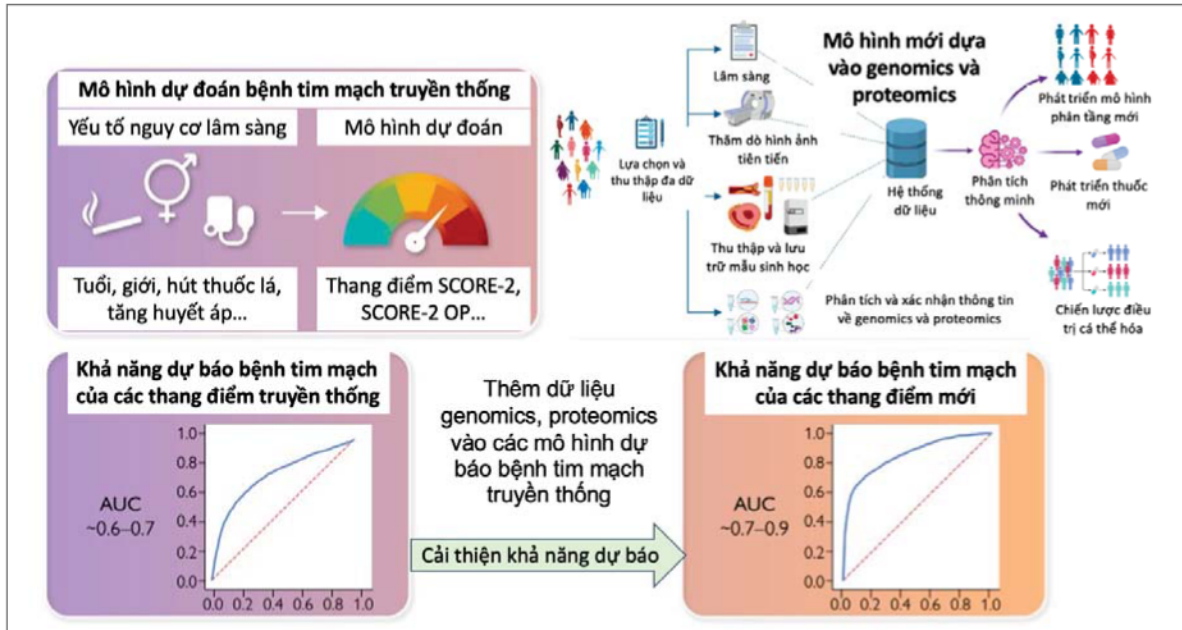 Mô hình dự đoán bệnh tim mạch truyền thống
Yếu tố nguy cơ lâm sàng
Mô hình dự đoán
Tuổi, giới, hút thuốc lá,
tăng huyết áp...
Thang điểm SCORE-2,
SCORE-2 OP...
Lựa chọn và
thu thập đa dữ
liệu
Lâm sàng
Thăm dò hình ảnh
tiên tiến
Thu thập và lưu
trữ mẫu sinh học
Mô hình mới dựa
vào genomics và
proteomics
Hệ thống
dữ liệu
Phân tích và xác nhận thông tin
về genomics và proteomics
Phân tích
thông minh
Phát triển mô hình
phân tầng mới
Phát triển thuốc
mới
Chiến lược điều
trị cá thể hóa
Khả năng dự báo bệnh tim mạch
của các thang điểm truyền thống
AUC
~0.6–0.7
1.0
0.8
0.6
0.4
0.2
0.0
0.0 0.2 0.4 0.6 0.8 1.0
Thêm dữ liệu
genomics, proteomics
vào các mô hình dự
báo bệnh tim mạch
truyền thống
Cải thiện khả năng dự báo
Khả năng dự báo bệnh tim mạch
của các thang điểm mới
AUC
~0.7–0.9
1.0
0.8
0.6
0.4
0.2
0.0
0.0 0.2 0.4 0.6 0.8 1.0